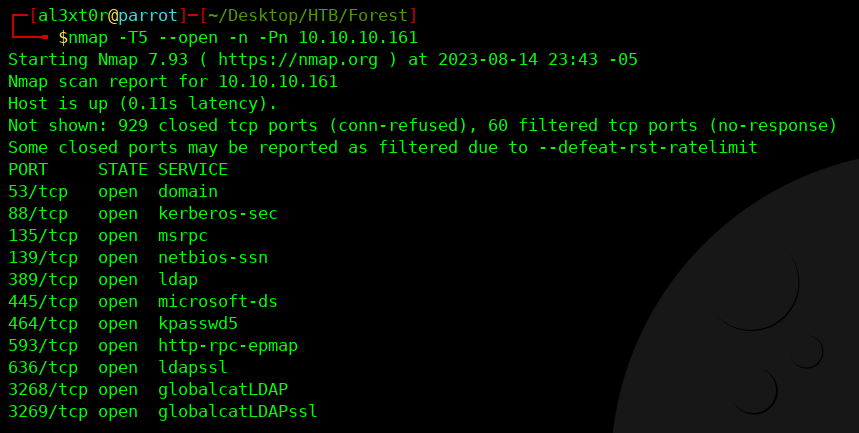 ┌─[al3xt0r@parrot]─[~/Desktop/HTB/Forest]
└──╼ $nmap -T5 --open -n -Pn 10.10.10.161
Starting Nmap 7.93 ( https://nmap.org ) at 2023-08-14 23:43 -05
Nmap scan report for 10.10.10.161
Host is up (0.11s latency).
Not shown: 929 closed tcp ports (conn-refused), 60 filtered tcp ports (no-response)
Some closed ports may be reported as filtered due to --defeat-rst-ratelimit
PORT     STATE SERVICE
53/tcp   open  domain
88/tcp   open  kerberos-sec
135/tcp  open  msrpc
139/tcp  open  netbios-ssn
389/tcp  open  ldap
445/tcp  open  microsoft-ds
464/tcp  open  kpasswd5
593/tcp  open  http-rpc-epmap
636/tcp  open  ldapssl
3268/tcp open  globalcatLDAP
3269/tcp open  globalcatLDAPssl